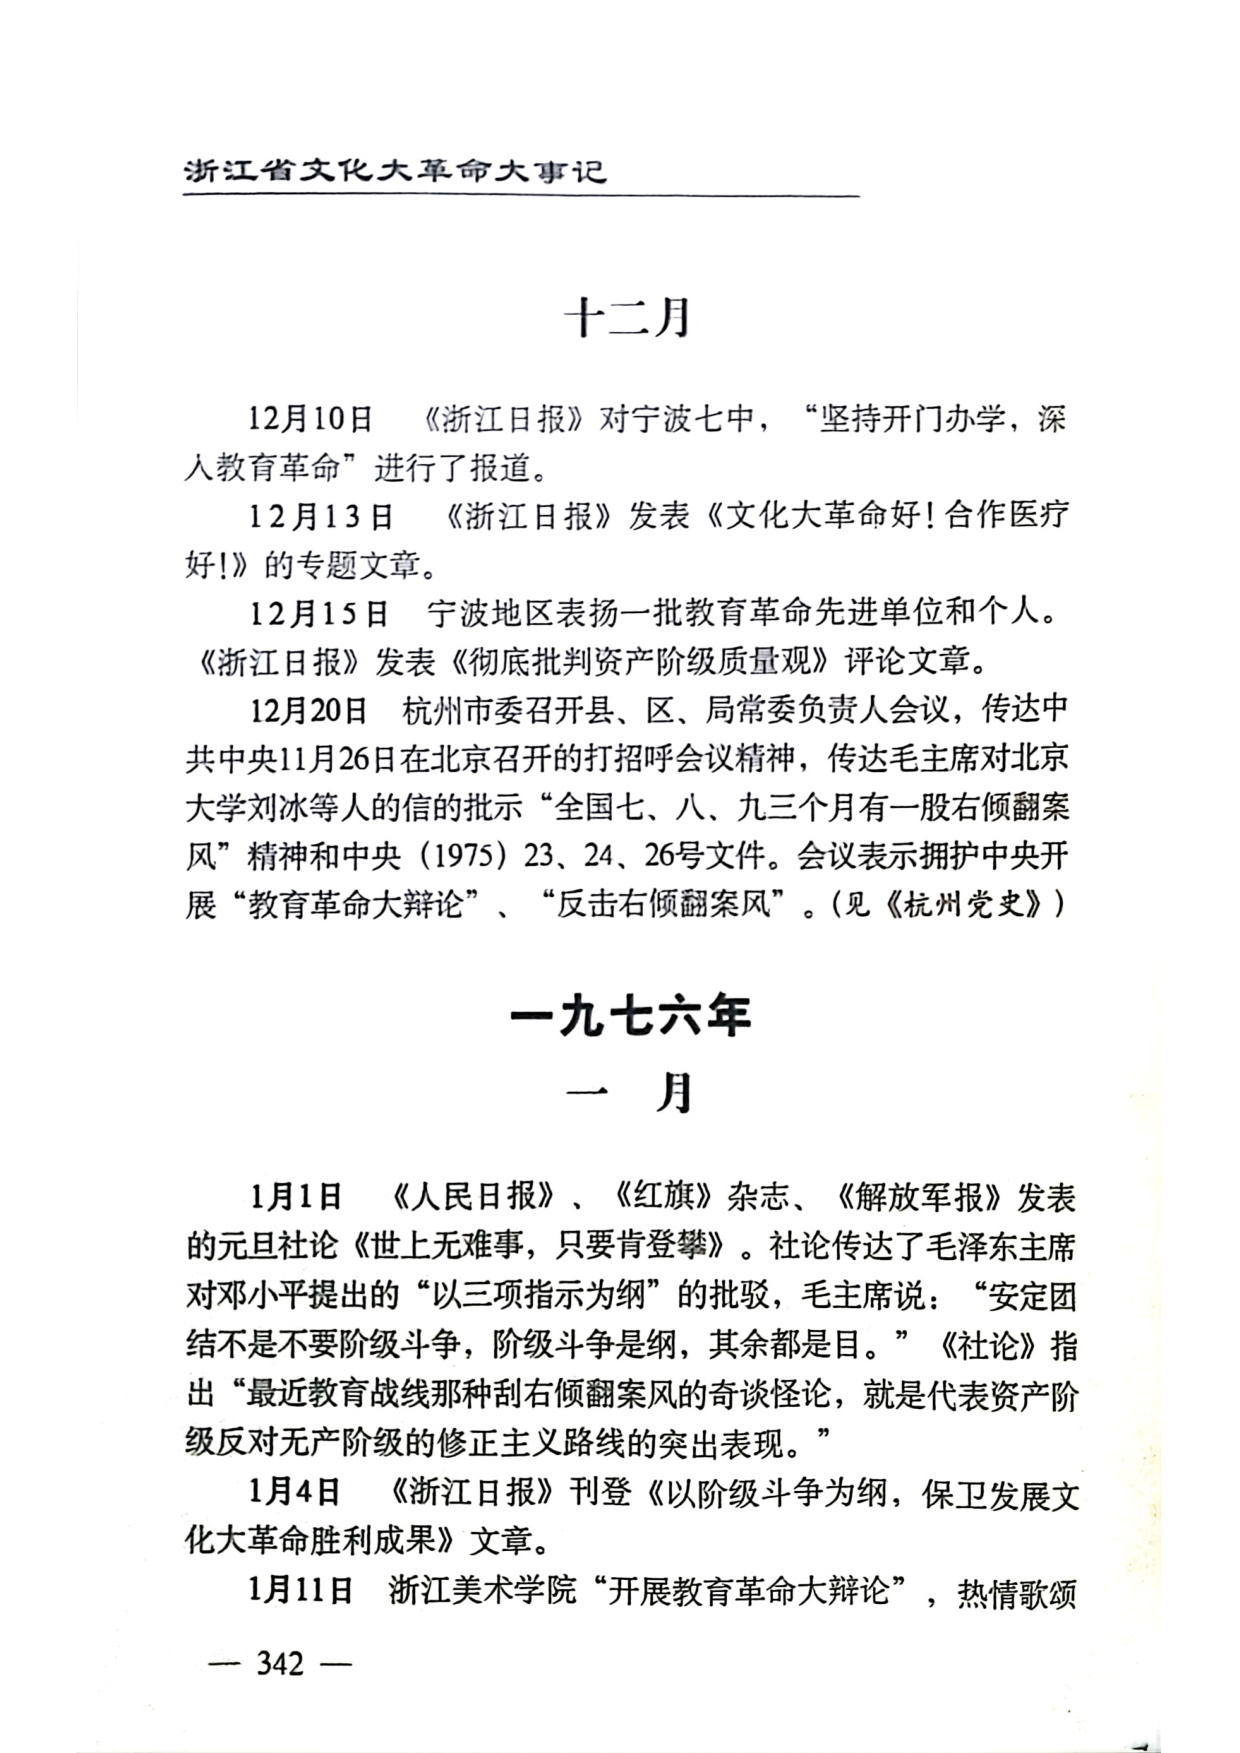 浙江省文化大革命大事记
十二月
12月10日　《浙江日报》对宁波七中，“坚持开门办学，深
入教育革命”进行了报道。
12月13日　《浙江日报》发表《文化大革命好！合作医疗
好！》的专题文章。
12月15日　宁波地区表扬一批教育革命先进单位和个人。
《浙江日报》发表《彻底批判资产阶级质量观》评论文章。
12月20日　杭州市委召开县、区、局常委负责人会议，传达中
共中央11月26日在北京召开的打招呼会议精神，传达毛主席对北京
大学刘冰等人的信的批示“全国七、八、九三个月有一股右倾翻案
风”精神和中央（1975）23、24、26号文件。会议表示拥护中央开
展“教育革命大辩论”、“反击右倾翻案风”。（见《杭州党史》）
一九七六年
一　月
1月1日　《人民日报》、《红旗》杂志、《解放军报》发表
的元旦社论《世上无难事，只要肯登攀》。社论传达了毛泽东主席
对邓小平提出的“以三项指示为纲”的批驳，毛主席说：“安定团
结不是不要阶级斗争，阶级斗争是纲，其余都是目。”《社论》指
出“最近教育战线那种刮右倾翻案风的奇谈怪论，就是代表资产阶
级反对无产阶级的修正主义路线的突出表现。”
1月4日　《浙江日报》刊登《以阶级斗争为纲，保卫发展文
化大革命胜利成果》文章。
1月11日　浙江美术学院“开展教育革命大辩论”，热情歌颂
— 342 —